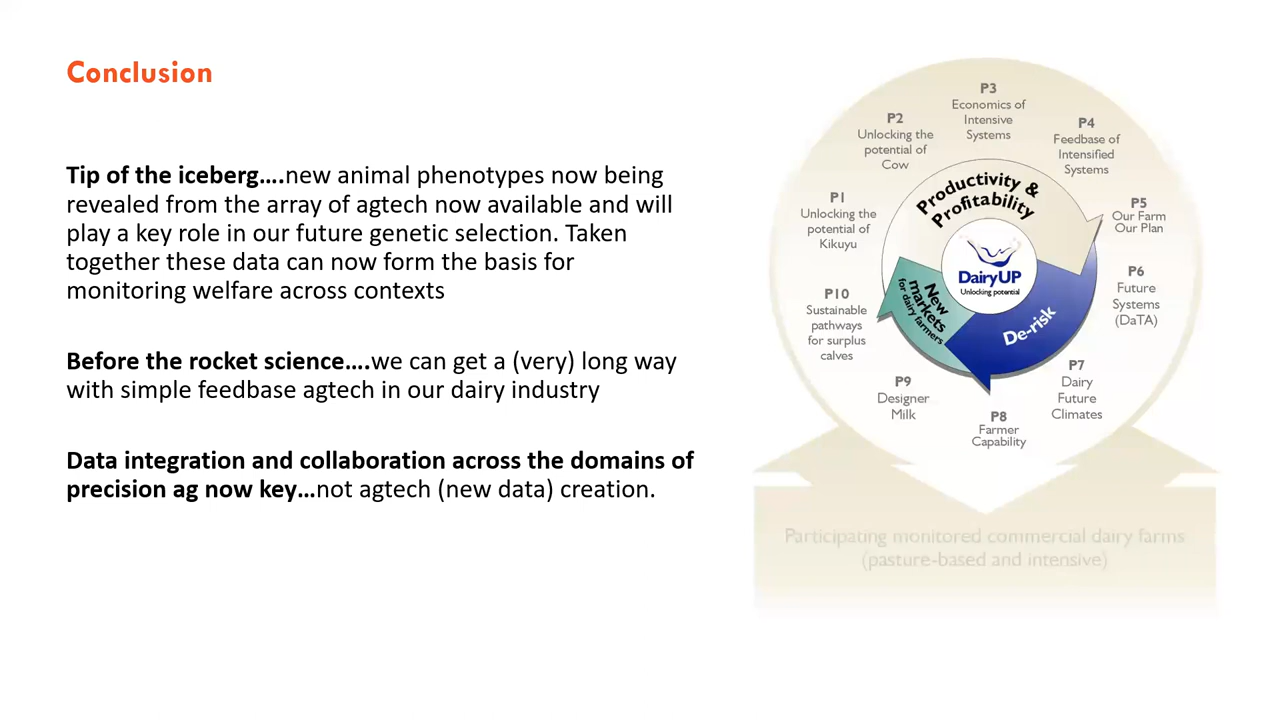 Conclusion
Tip of the iceberg….new animal phenotypes now being
revealed from the array of agtech now available and will
play a key role in our future genetic selection. Taken
together these data can now form the basis for
monitoring welfare across contexts
Before the rocket science….we can get a (very) long way
with simple feedbase agtech in our dairy industry
Data integration and collaboration across the domains of
precision ag now key…not agtech (new data) creation.
P1
Unlocking the
potential of
Kikuyu
P2
Unlocking the
potential of
Cow
P3
Economics of
Intensive
Systems
P4
Feedbase of
Intensified
Systems
P5
Our Farm
Our Plan
P6
Future
Systems
(DaTA)
P7
Dairy
Future
Climates
P8
Farmer
Capability
P9
Designer
Milk
P10
Sustainable
pathways
for surplus
calves
Productivity &
Profitability
De-risk
New
markets
for dairy farmers
DairyUP
Unlocking potential
Participating monitored commercial dairy farms
(pasture-based and intensive)